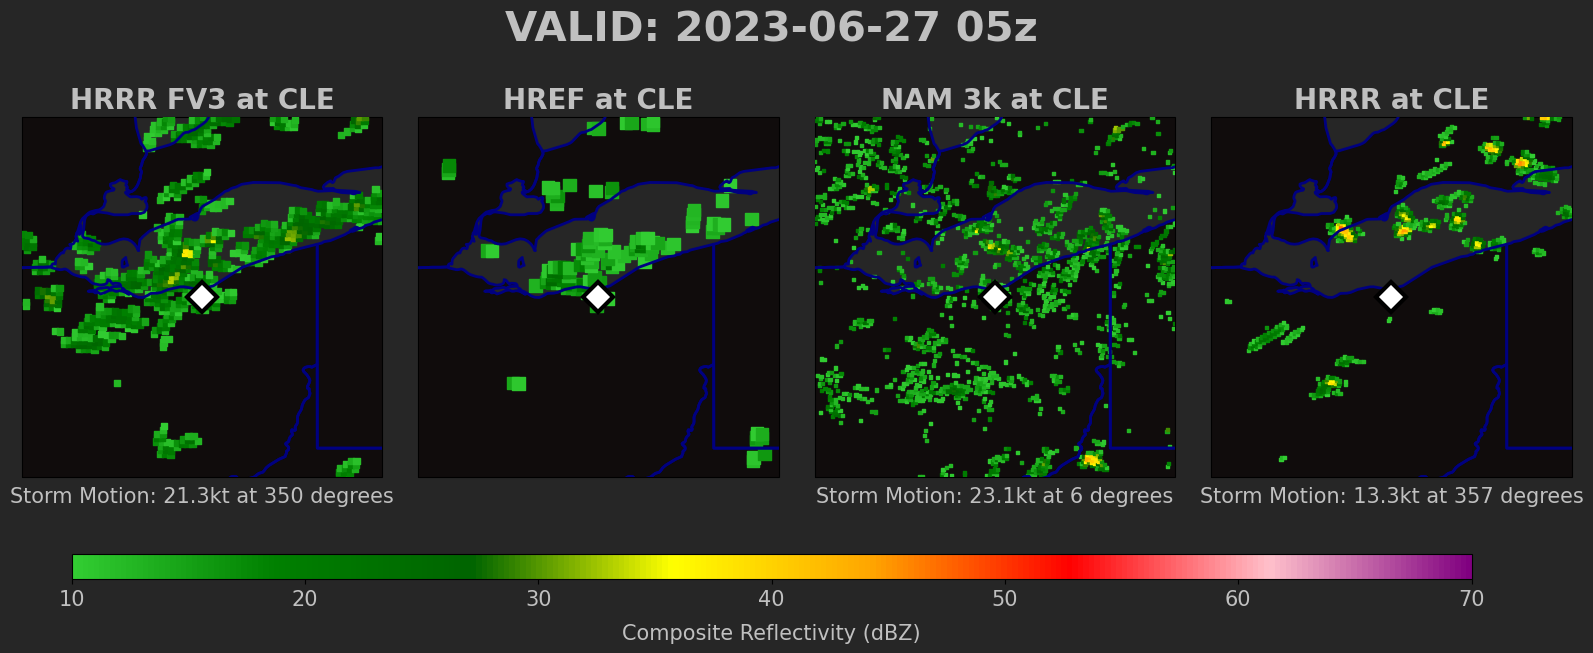 VALID: 2023-06-27 05z
HRRR FV3 at CLE
HREF at CLE
NAM 3k at CLE
HRRR at CLE
Storm Motion: 21.3kt at 350 degrees
Storm Motion: 23.1kt at 6 degrees
Storm Motion: 13.3kt at 357 degrees
10 20 30 40 50 60 70
Composite Reflectivity (dBZ)